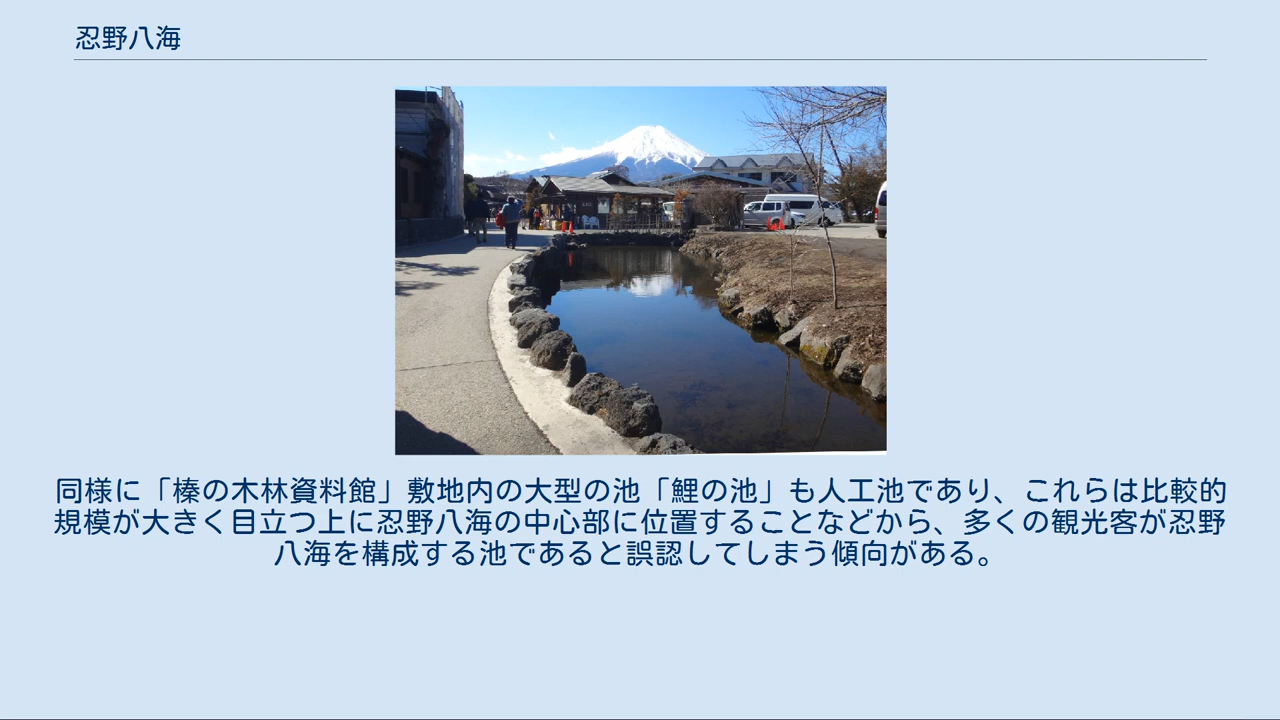 忍野八海
同様に「榛の木林資料館」敷地内の大型の池「鯉の池」も人工池であり、これらは比較的
規模が大きく目立つ上に忍野八海の中心部に位置することなどから、多くの観光客が忍野
八海を構成する池であると誤認してしまう傾向がある。